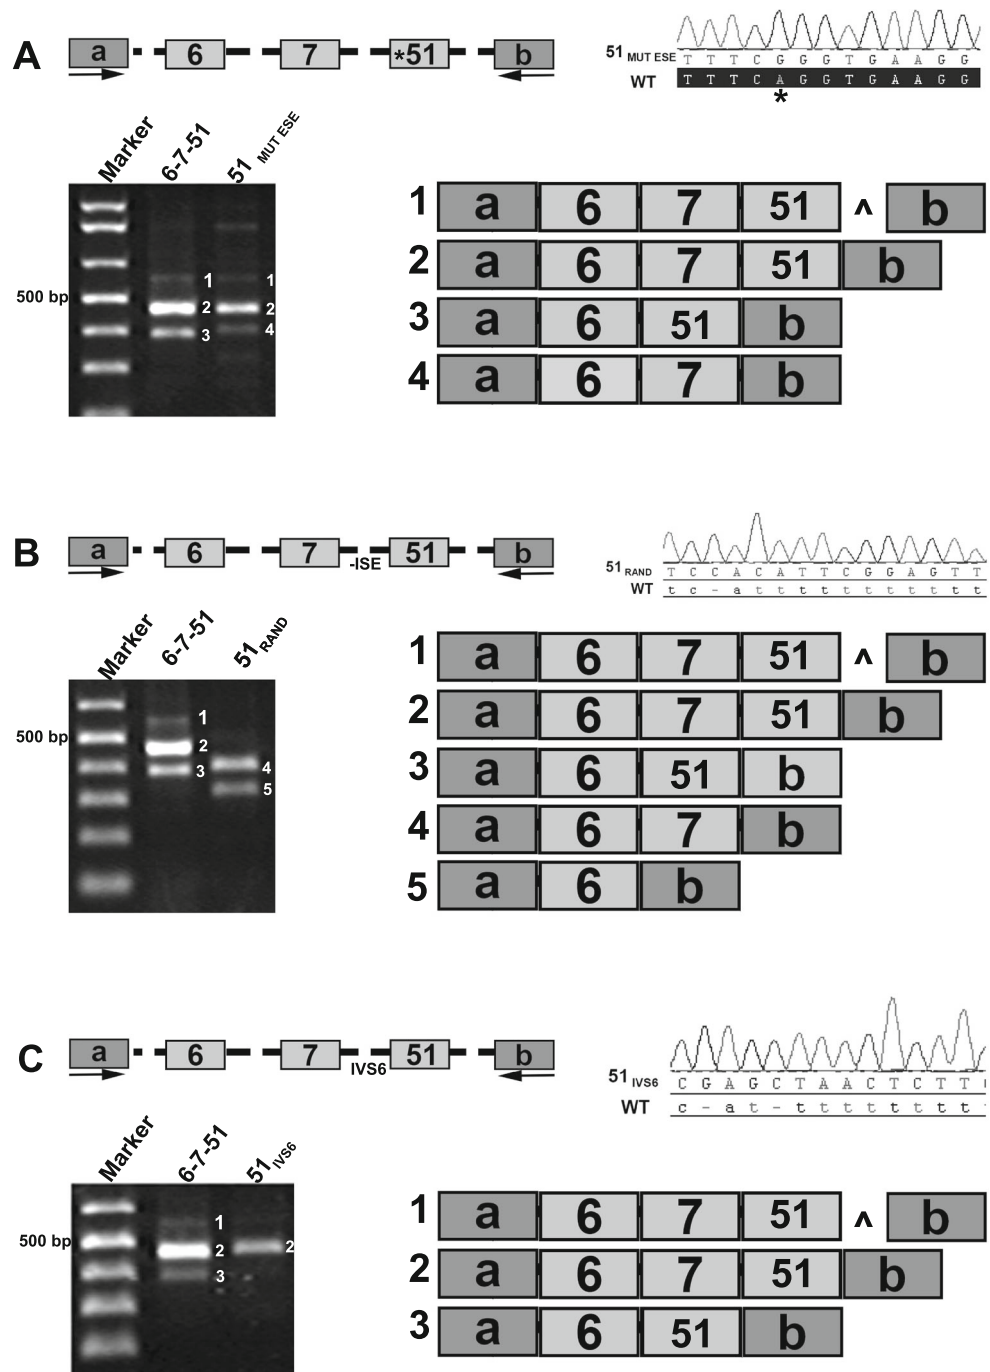 A
a 6 7 *51 b
51 MUT ESE T T T C G G G T G A A G G
WT T T T C A G G T G A A G G
*
Marker 6-7-51 51 MUT ESE
500 bp
1 1
2 2
3 4
1 a 6 7 51 ^ b
2 a 6 7 51 b
3 a 6 51 b
4 a 6 7 b
B
a 6 7 -ISE 51 b
51 RAND T C C A C A T T C G G A G T T
WT t c - a t t t t t t t t t t t
Marker 6-7-51 51 RAND
500 bp
1
2
3 4
5
1 a 6 7 51 ^ b
2 a 6 7 51 b
3 a 6 51 b
4 a 6 7 b
5 a 6 b
C
a 6 7 IVS6 51 b
51 IVS6 C G A G C T A A C T C T T
WT c - a t - t t t t t t t t
Marker 6-7-51 51 IVS6
500 bp
1
2 2
3
1 a 6 7 51 ^ b
2 a 6 7 51 b
3 a 6 51 b